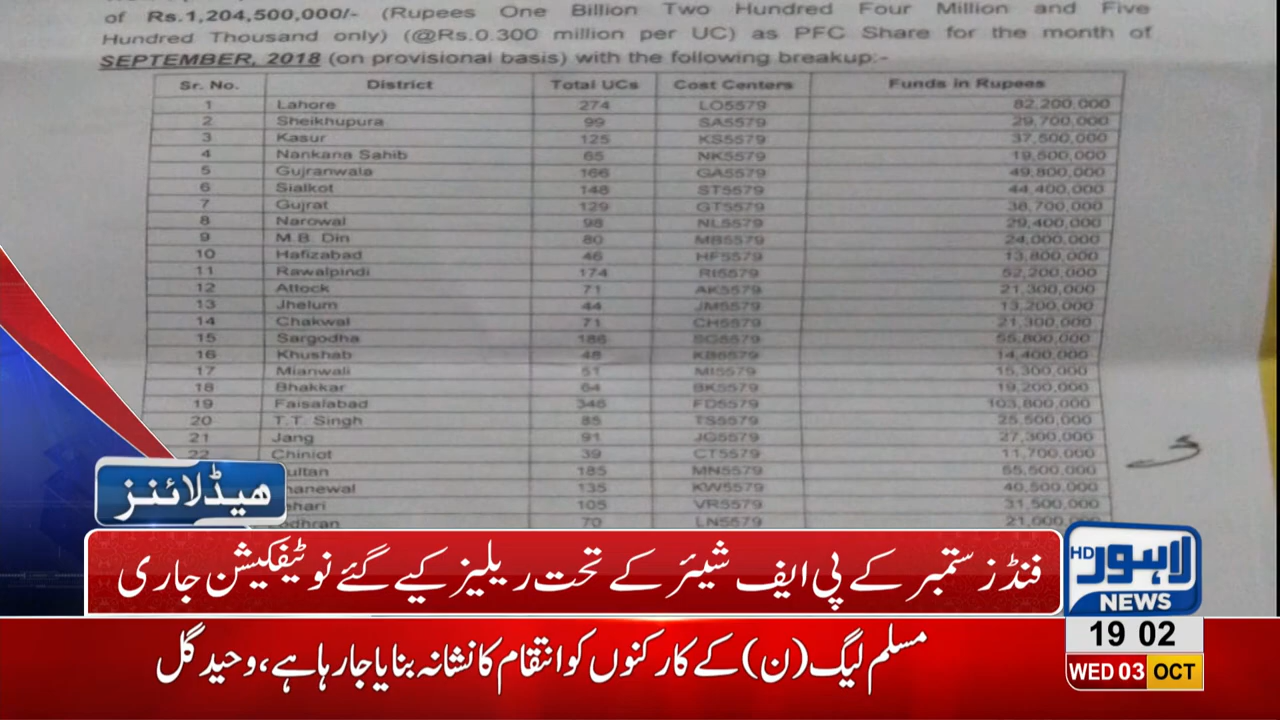 of Rs.1,204,500,000/- (Rupees One Billion Two Hundred Four Million and Five
Hundred Thousand only) (@Rs.0.300 million per UC) as PFC Share for the month of
SEPTEMBER, 2018 (on provisional basis) with the following breakup:-
Sr. No. District Total UCs Cost Centers Funds in Rupees
1 Lahore 274 LO5579 82,200,000
2 Sheikhupura 99 SA5579 29,700,000
3 Kasur 125 KS5579 37,500,000
4 Nankana Sahib 65 NK5579 19,500,000
5 Gujranwala 166 GA5579 49,800,000
6 Sialkot 148 ST5579 44,400,000
7 Gujrat 129 GT5579 38,700,000
8 Narowal 98 NL5579 29,400,000
9 M.B. Din 80 MB5579 24,000,000
10 Hafizabad 46 HF5579 13,800,000
11 Rawalpindi 174 RI5579 52,200,000
12 Attock 71 AK5579 21,300,000
13 Jhelum 44 JM5579 13,200,000
14 Chakwal 71 CH5579 21,300,000
15 Sargodha 186 SG5579 55,800,000
16 Khushab 48 KB5579 14,400,000
17 Mianwali 51 MI5579 15,300,000
18 Bhakkar 64 BK5579 19,200,000
19 Faisalabad 346 FD5579 103,800,000
20 T.T. Singh 85 TS5579 25,500,000
21 Jang 91 JG5579 27,300,000
22 Chiniot 39 CT5579 11,700,000
ultan 185 MN5579 55,500,000
hanewal 135 KW5579 40,500,000
ehari 105 VR5579 31,500,000
odhran 70 LN5579 21,000,000
ہیڈلائنز
فنڈز ستمبر کے پی ایف شیئر کے تحت ریلیز کیے گئے نوٹیفکیشن جاری
HD لاہور
NEWS
19 02
WED 03 OCT
مسلم لیگ (ن) کے کارکنوں کو انتقام کا نشانہ بنایا جا رہا ہے، وحید گل